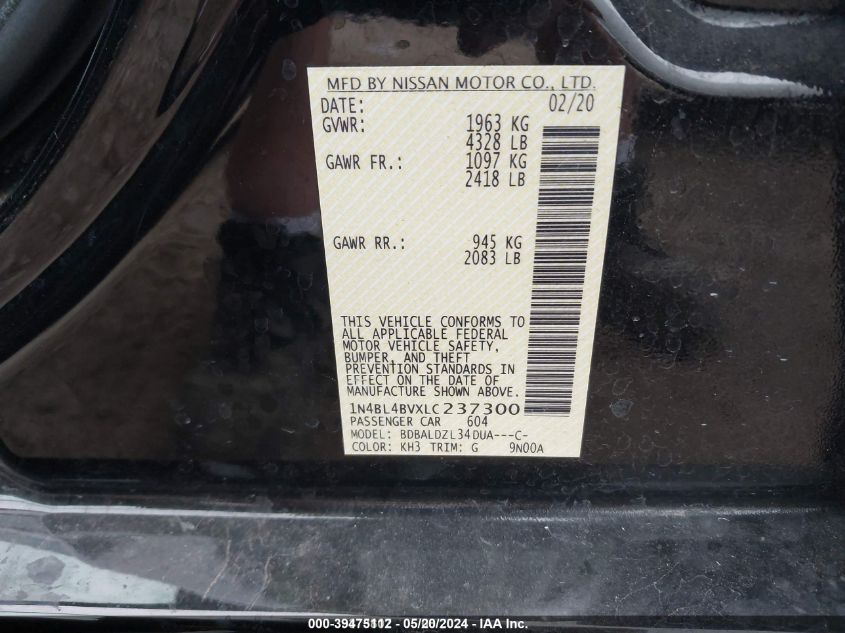 MFD BY NISSAN MOTOR CO., LTD.
DATE: 02/20
GVWR: 1963 KG
4328 LB
GAWR FR.: 1097 KG
2418 LB
GAWR RR.: 945 KG
2083 LB
THIS VEHICLE CONFORMS TO
ALL APPLICABLE FEDERAL
MOTOR VEHICLE SAFETY,
BUMPER, AND THEFT
PREVENTION STANDARDS IN
EFFECT ON THE DATE OF
MANUFACTURE SHOWN ABOVE.
1N4BL4BVXLC237300
PASSENGER CAR 604
MODEL: BDBALDZL34DUA---C-
COLOR: KH3 TRIM: G 9N00A
000-39475112 - 05/20/2024 - IAA Inc.